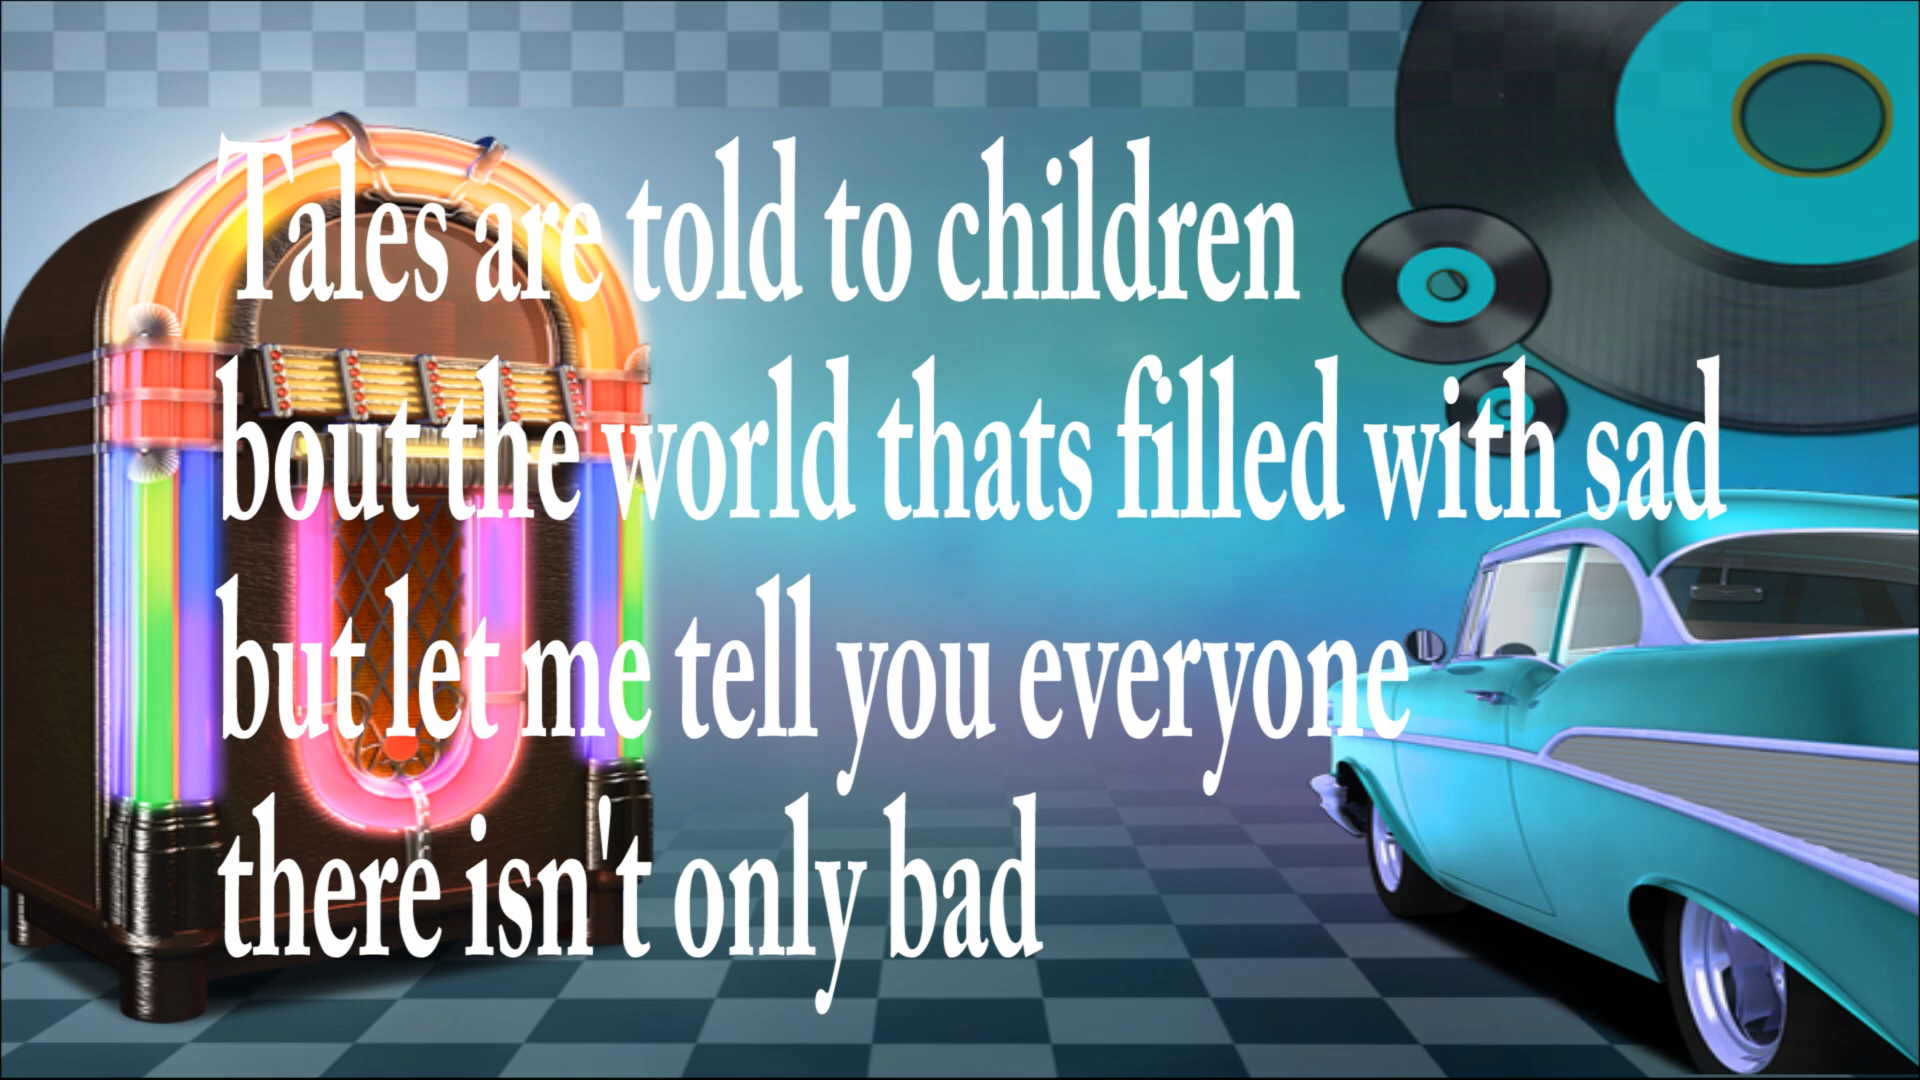 Tales are told to children
bout the world thats filled with sad
but let me tell you everyone
there isn't only bad